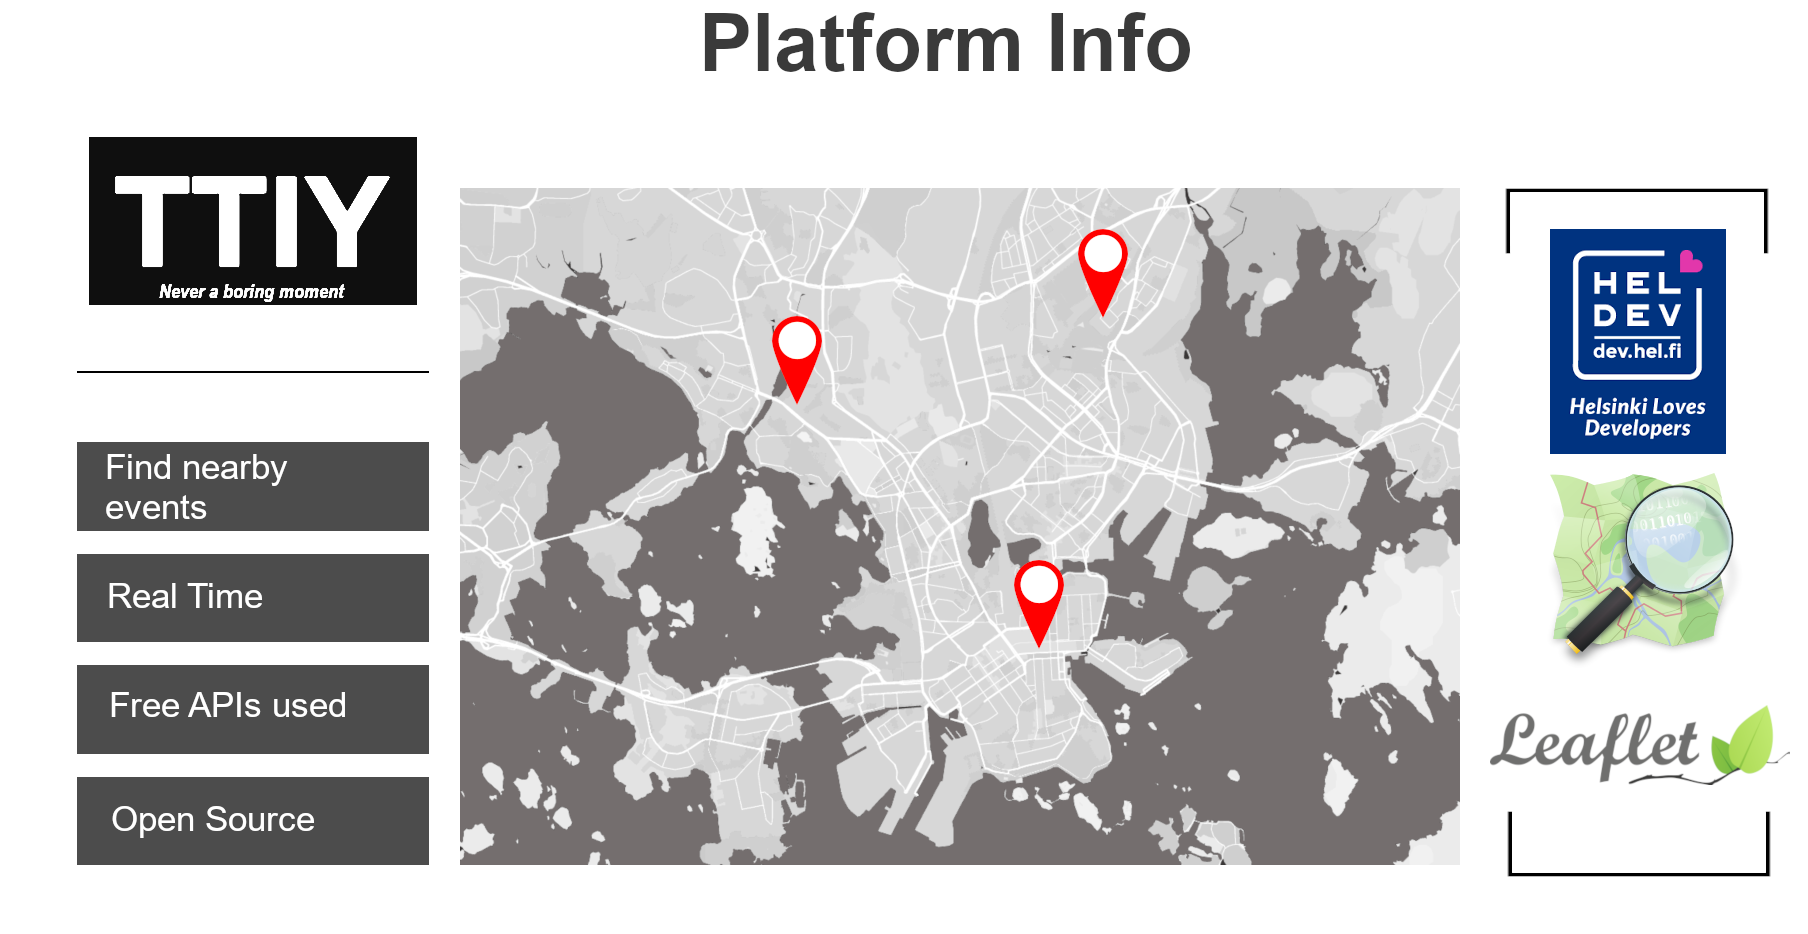 Platform Info
TTIY
Never a boring moment
Find nearby
events
Real Time
Free APIs used
Open Source
HEL
DEV
dev.hel.fi
Helsinki Loves
Developers
011010
Leaflet